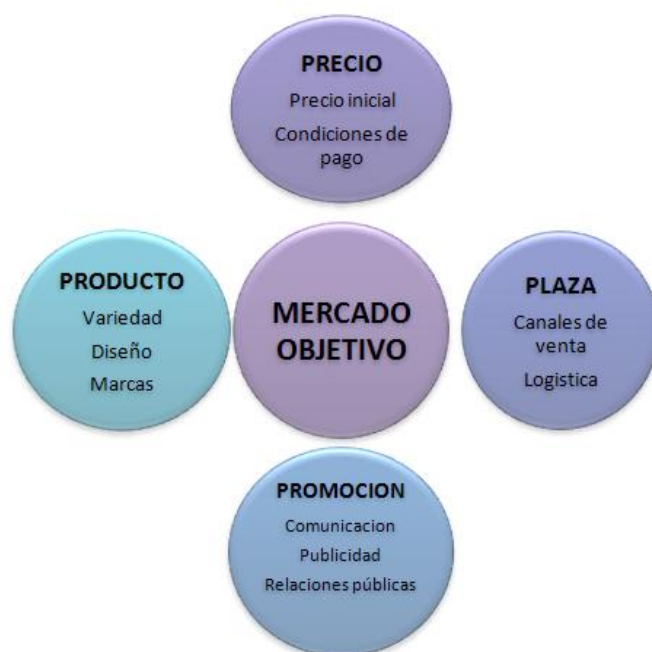 PRECIO
Precio inicial
Condiciones de
pago
PRODUCTO
Variedad
Diseño
Marcas
MERCADO
OBJETIVO
PLAZA
Canales de
venta
Logistica
PROMOCION
Comunicacion
Publicidad
Relaciones públicas